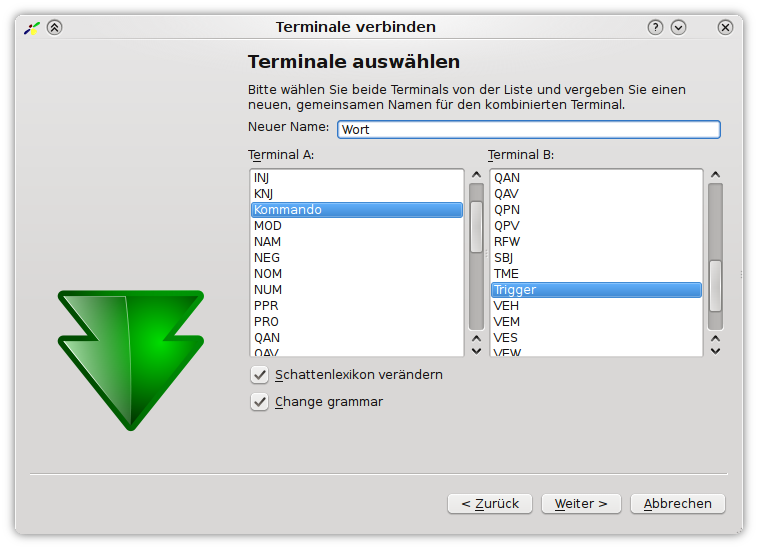 Terminale verbinden
Terminale auswählen
Bitte wählen Sie beide Terminals von der Liste und vergeben Sie einen
neuen, gemeinsamen Namen für den kombinierten Terminal.
Neuer Name: Wort
Terminal A:
INJ
KNJ
Kommando
MOD
NAM
NEG
NOM
NUM
PPR
PRO
QAN
QAV
Terminal B:
QAN
QAV
QPN
QPV
RFW
SBJ
TME
Trigger
VEH
VEM
VES
VEW
Schattenlexikon verändern
Change grammar
< Zurück
Weiter >
Abbrechen